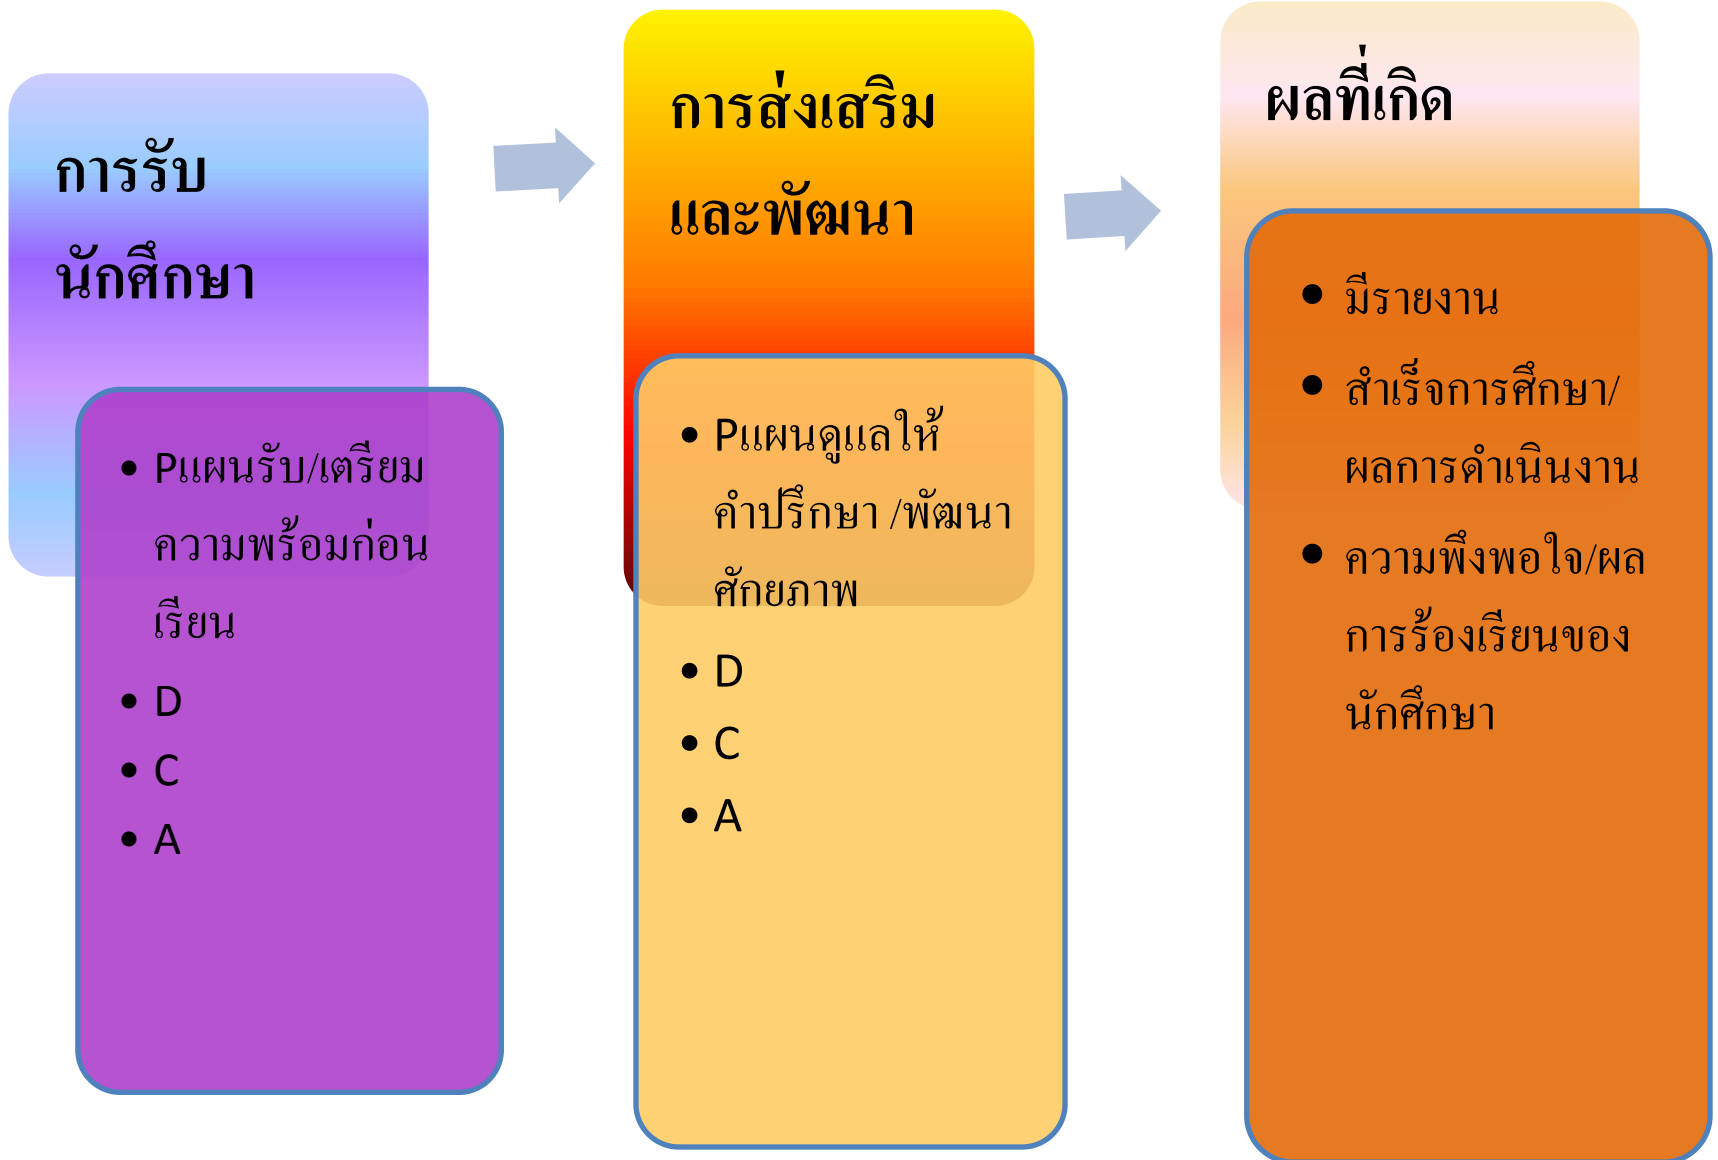 การรับ
นักศึกษา
• Pแผนรับ/เตรียม
ความพร้อมก่อน
เรียน
• D
• C
• A
การส่งเสริม
และพัฒนา
• Pแผนดูแลให้
คำปรึกษา /พัฒนา
ศักยภาพ
• D
• C
• A
ผลที่เกิด
• มีรายงาน
• สำเร็จการศึกษา/
ผลการดำเนินงาน
• ความพึงพอใจ/ผล
การร้องเรียนของ
นักศึกษา